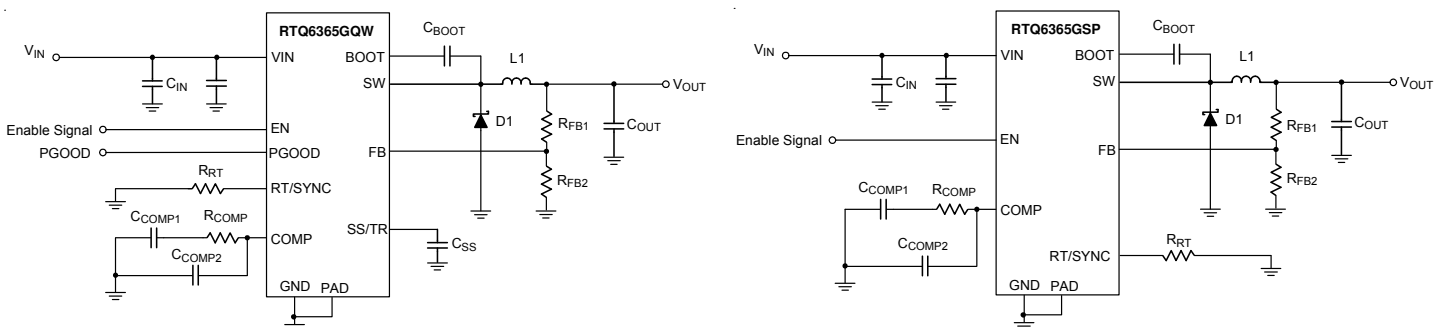 RTQ6365GQW
CBOOT
VIN
VIN
BOOT
L1
CIN
SW
VOUT
D1
RFB1
COUT
Enable Signal
EN
PGOOD
PGOOD
FB
RRT
RT/SYNC
RFB2
CCOMP1
RCOMP
COMP
SS/TR
CSS
CCOMP2
GND
PAD
RTQ6365GSP
CBOOT
VIN
VIN
BOOT
L1
CIN
SW
VOUT
D1
RFB1
COUT
Enable Signal
EN
FB
RFB2
CCOMP1
RCOMP
COMP
CCOMP2
RRT
RT/SYNC
GND
PAD